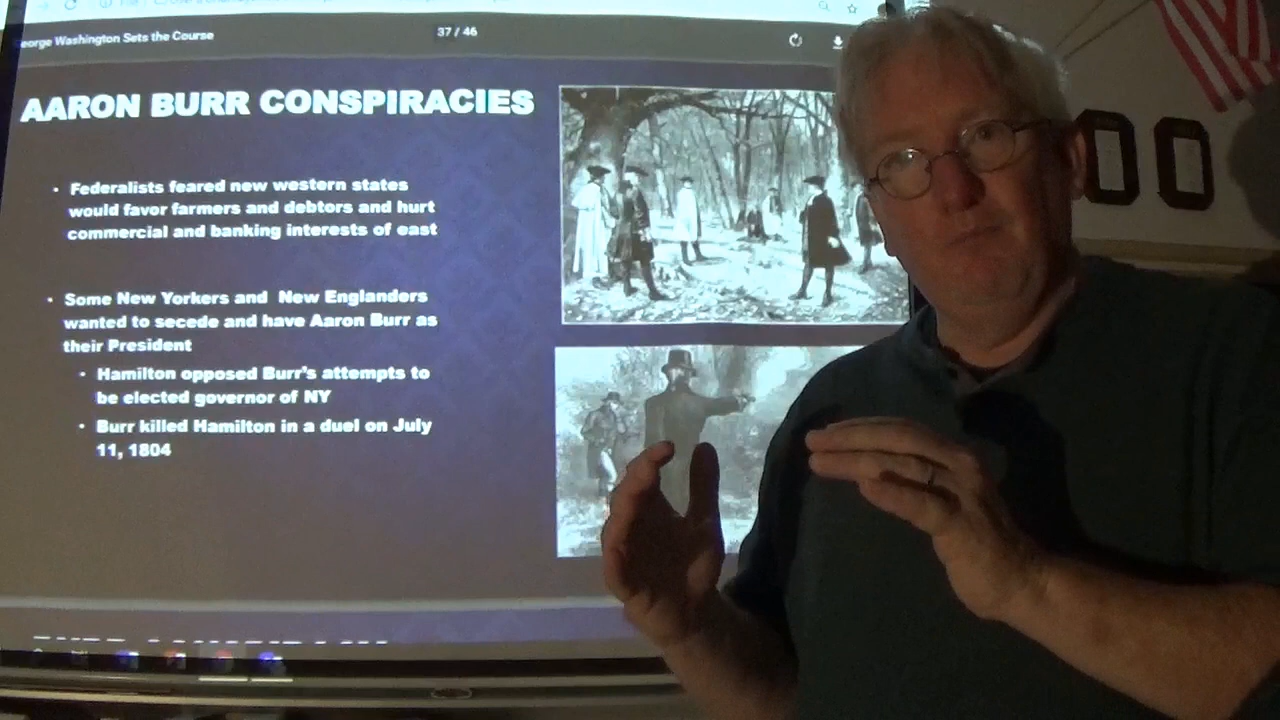 eorge Washington Sets the Course
37 / 46
AARON BURR CONSPIRACIES
• Federalists feared new western states
would favor farmers and debtors and hurt
commercial and banking interests of east
• Some New Yorkers and New Englanders
wanted to secede and have Aaron Burr as
their President
• Hamilton opposed Burr's attempts to
be elected governor of NY
• Burr killed Hamilton in a duel on July
11, 1804
OO